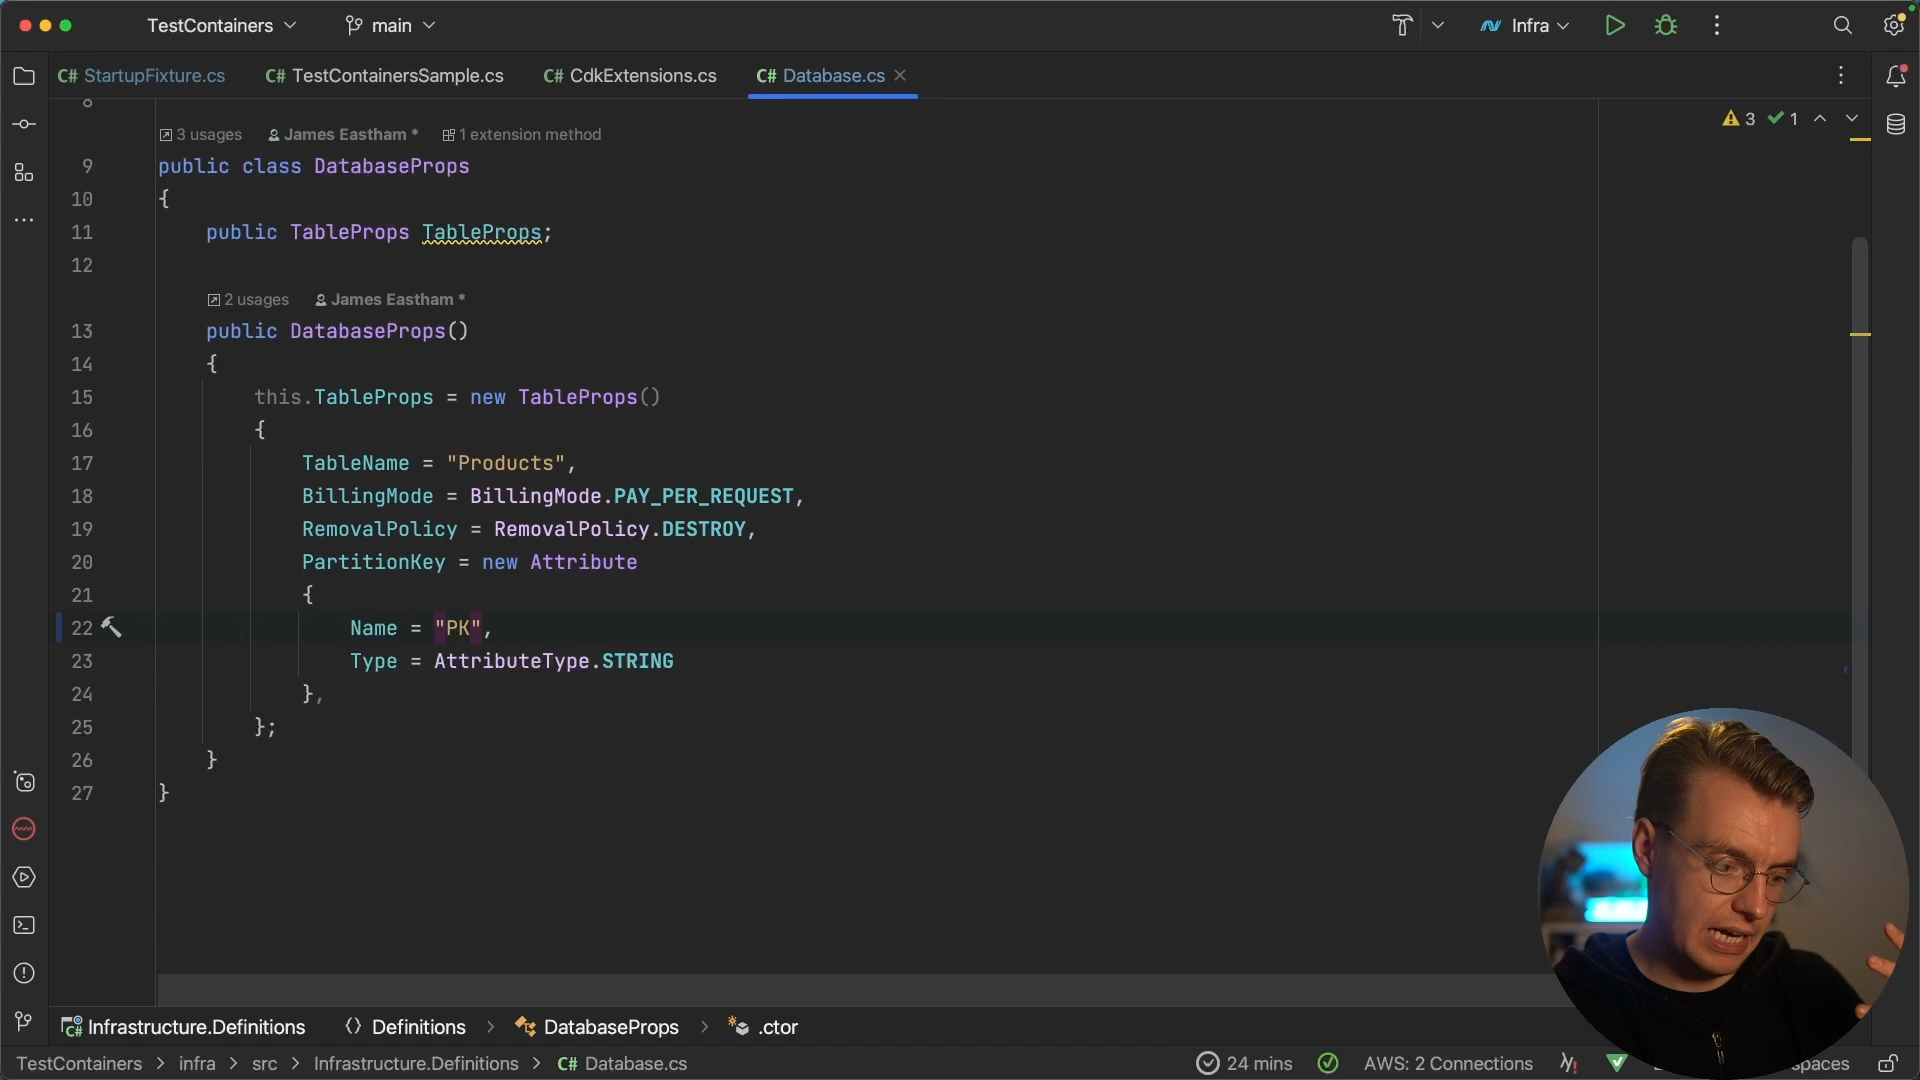 TestContainers main Infra
C# StartupFixture.cs C# TestContainersSample.cs C# CdkExtensions.cs C# Database.cs
8
3 usages James Eastham * 1 extension method 3 1
9 public class DatabaseProps
10 {
11 public TableProps TableProps;
12
2 usages James Eastham *
13 public DatabaseProps()
14 {
15 this.TableProps = new TableProps()
16 {
17 TableName = "Products",
18 BillingMode = BillingMode.PAY_PER_REQUEST,
19 RemovalPolicy = RemovalPolicy.DESTROY,
20 PartitionKey = new Attribute
21 {
22 Name = "PK",
23 Type = AttributeType.STRING
24 },
25 };
26 }
27 }
C# Infrastructure.Definitions Definitions > DatabaseProps > .ctor
TestContainers > infra > src > Infrastructure.Definitions > C# Database.cs 24 mins AWS: 2 Connections spaces